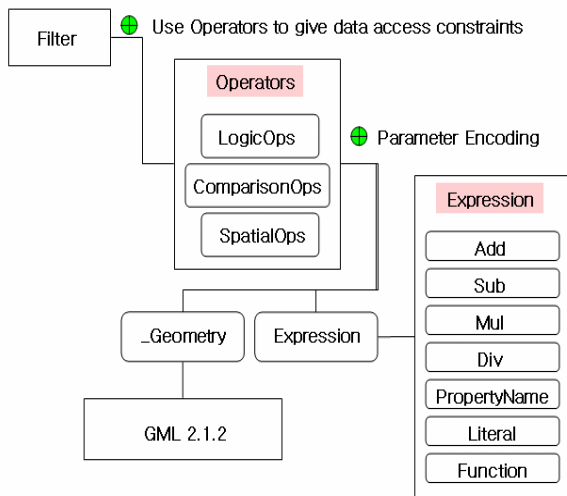 Filter
Use Operators to give data access constraints
Operators
LogicOps
ComparisonOps
SpatialOps
Parameter Encoding
Expression
Add
Sub
Mul
Div
PropertyName
Literal
Function
_Geometry
Expression
GML 2.1.2